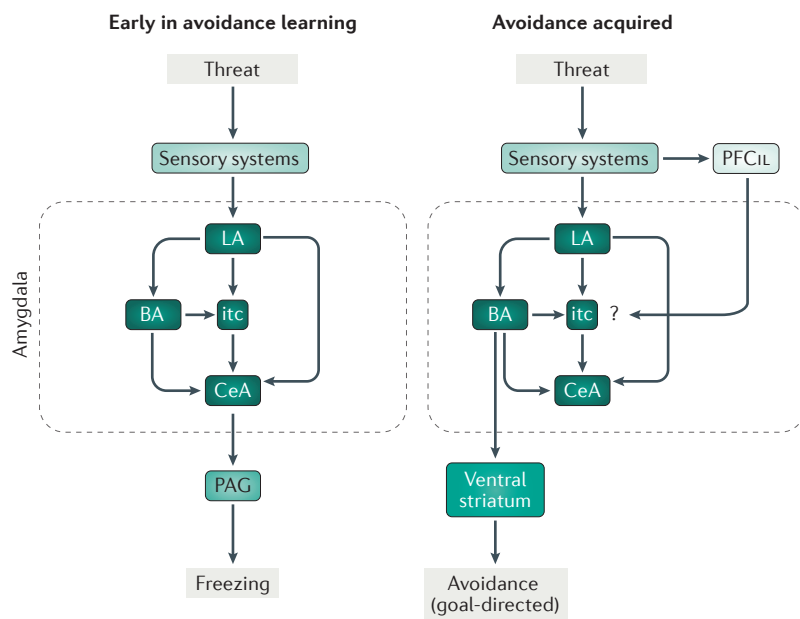 Early in avoidance learning
Threat
Sensory systems
Amygdala
LA
BA
itc
CeA
PAG
Freezing
Avoidance acquired
Threat
Sensory systems
PFCIL
LA
BA
itc
?
CeA
Ventral
striatum
Avoidance
(goal-directed)